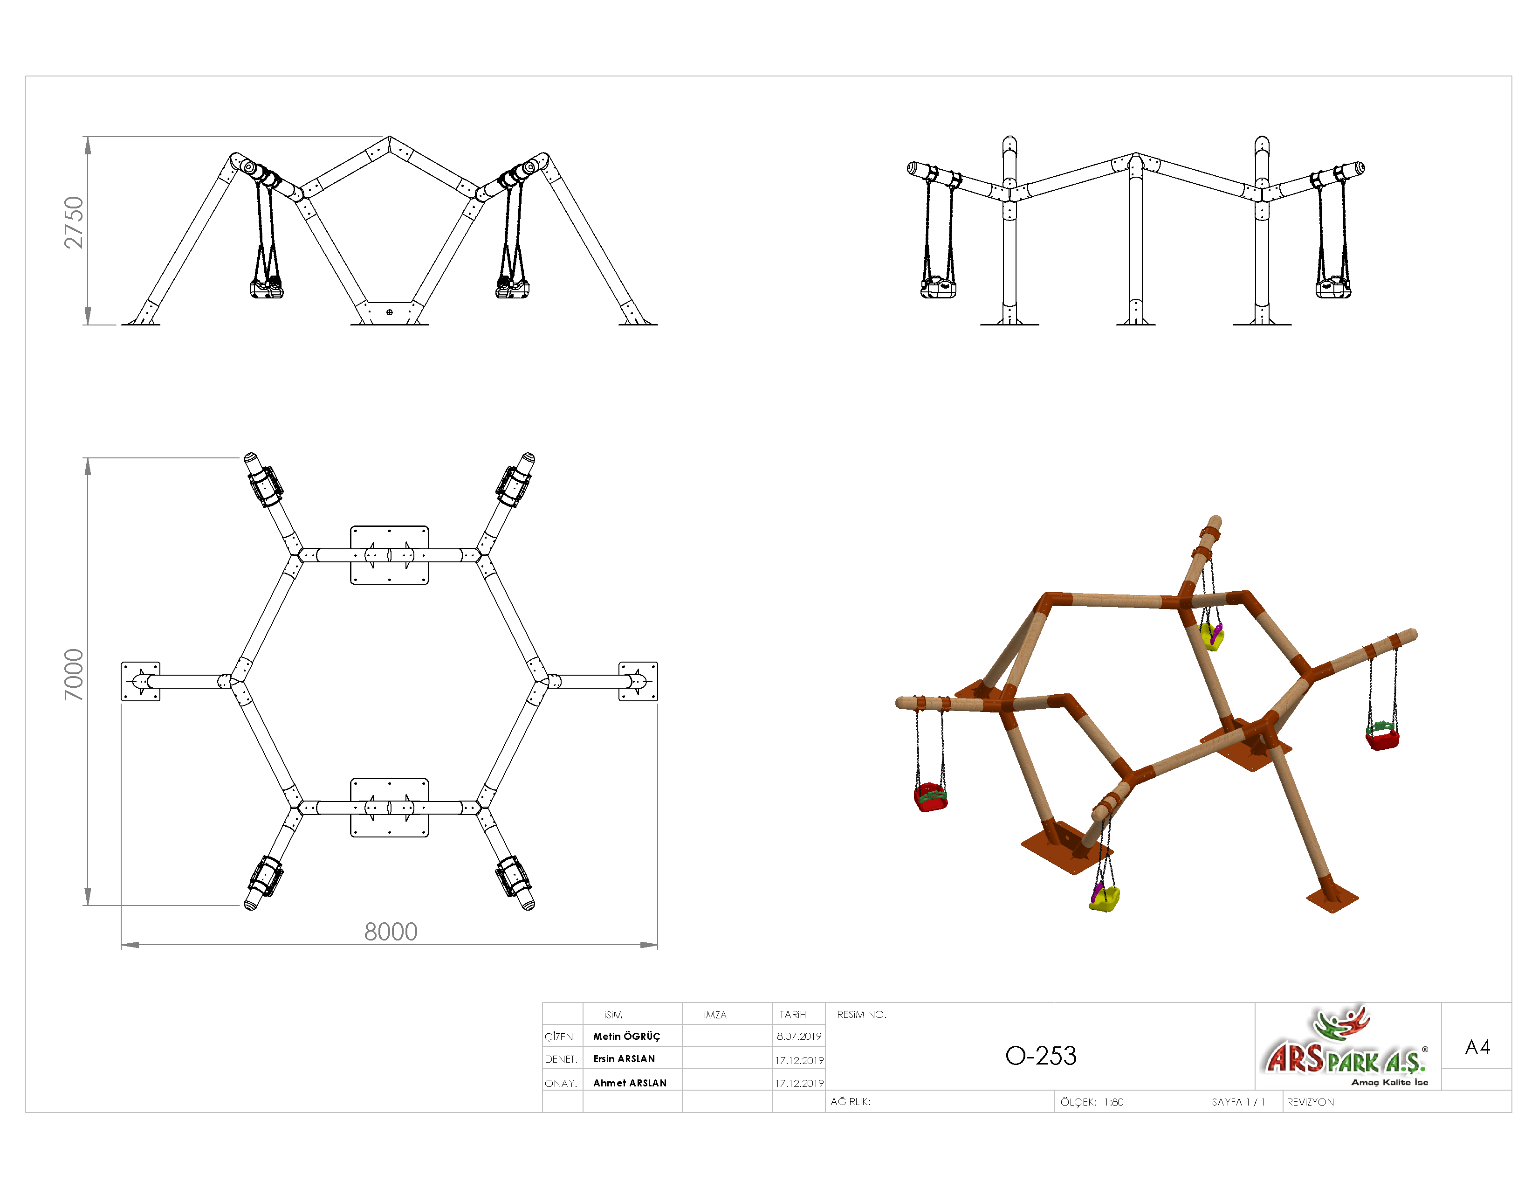 2750
7000
8000
İSİM
İMZA
TARİH
RESİM NO:
ÇİZEN
Metin ÖGRÜÇ
8.07.2019
DENET.
Ersin ARSLAN
17.12.2019
ONAY.
Ahmet ARSLAN
17.12.2019
O-253
ARSPARK A.Ş.®
Amaç Kalite İse
A4
AĞIRLIK:
ÖLÇEK: 1:60
SAYFA 1 / 1
REVİZYON